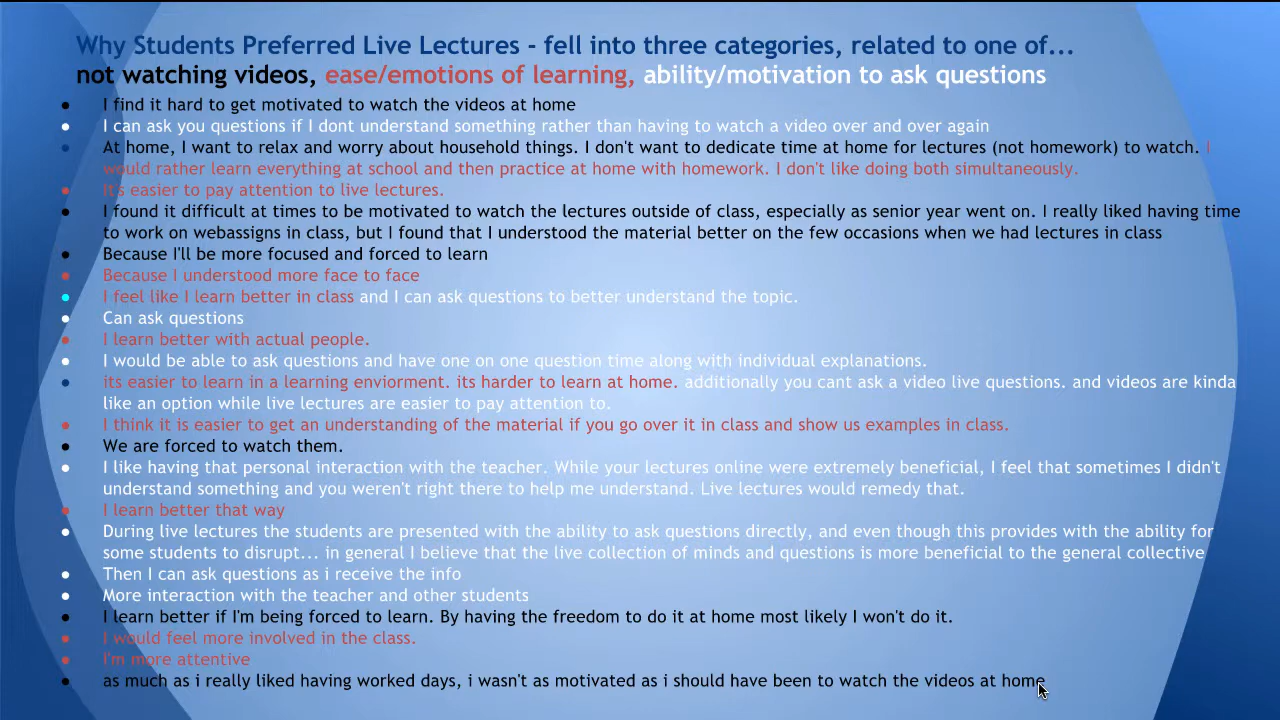 Why Students Preferred Live Lectures - fell into three categories, related to one of...
not watching videos, ease/emotions of learning, ability/motivation to ask questions
● I find it hard to get motivated to watch the videos at home
● I can ask you questions if I dont understand something rather than having to watch a video over and over again
● At home, I want to relax and worry about household things. I don't want to dedicate time at home for lectures (not homework) to watch. I
would rather learn everything at school and then practice at home with homework. I don't like doing both simultaneously.
● It's easier to pay attention to live lectures.
● I found it difficult at times to be motivated to watch the lectures outside of class, especially as senior year went on. I really liked having time
to work on webassigns in class, but I found that I understood the material better on the few occasions when we had lectures in class
● Because I'll be more focused and forced to learn
● Because I understood more face to face
● I feel like I learn better in class and I can ask questions to better understand the topic.
● Can ask questions
● I learn better with actual people.
● I would be able to ask questions and have one on one question time along with individual explanations.
● its easier to learn in a learning enviorment. its harder to learn at home. additionally you cant ask a video live questions. and videos are kinda
like an option while live lectures are easier to pay attention to.
● I think it is easier to get an understanding of the material if you go over it in class and show us examples in class.
● We are forced to watch them.
● I like having that personal interaction with the teacher. While your lectures online were extremely beneficial, I feel that sometimes I didn't
understand something and you weren't right there to help me understand. Live lectures would remedy that.
● I learn better that way
● During live lectures the students are presented with the ability to ask questions directly, and even though this provides with the ability for
some students to disrupt... in general I believe that the live collection of minds and questions is more beneficial to the general collective
● Then I can ask questions as i receive the info
● More interaction with the teacher and other students
● I learn better if I'm being forced to learn. By having the freedom to do it at home most likely I won't do it.
● I would feel more involved in the class.
● I'm more attentive
● as much as i really liked having worked days, i wasn't as motivated as i should have been to watch the videos at home